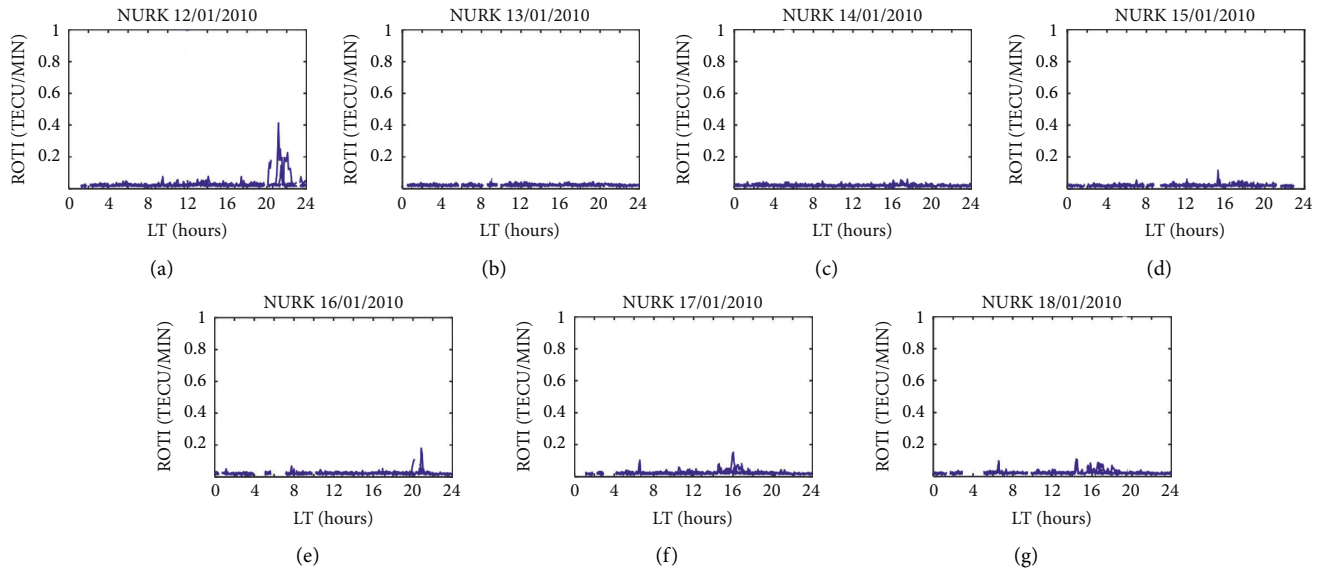 NURK 12/01/2010
1
0.8
0.6
0.4
0.2
ROTI (TECU/MIN)
0 4 8 12 16 20 24
LT (hours)
(a)
NURK 13/01/2010
1
0.8
0.6
0.4
0.2
ROTI (TECU/MIN)
0 4 8 12 16 20 24
LT (hours)
(b)
NURK 14/01/2010
1
0.8
0.6
0.4
0.2
ROTI (TECU/MIN)
0 4 8 12 16 20 24
LT (hours)
(c)
NURK 15/01/2010
1
0.8
0.6
0.4
0.2
ROTI (TECU/MIN)
0 4 8 12 16 20 24
LT (hours)
(d)
NURK 16/01/2010
1
0.8
0.6
0.4
0.2
ROTI (TECU/MIN)
0 4 8 12 16 20 24
LT (hours)
(e)
NURK 17/01/2010
1
0.8
0.6
0.4
0.2
ROTI (TECU/MIN)
0 4 8 12 16 20 24
LT (hours)
(f)
NURK 18/01/2010
1
0.8
0.6
0.4
0.2
ROTI (TECU/MIN)
0 4 8 12 16 20 24
LT (hours)
(g)